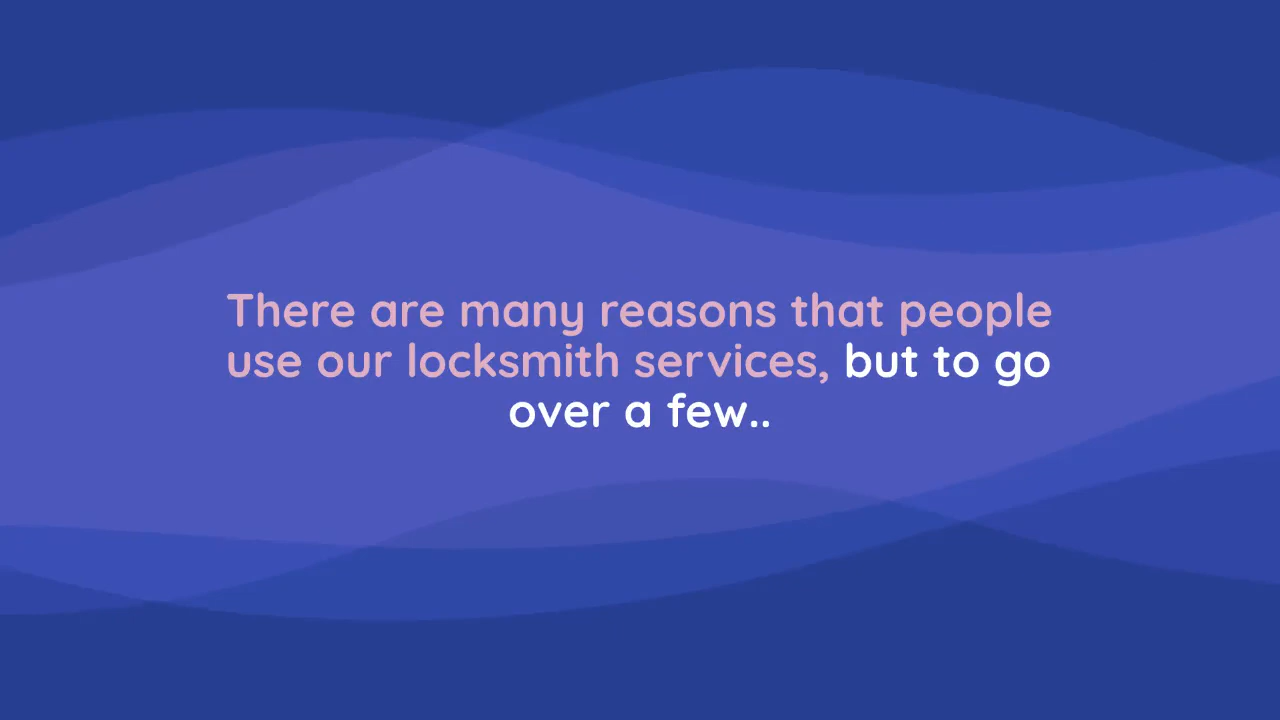 There are many reasons that people
use our locksmith services, but to go
over a few..